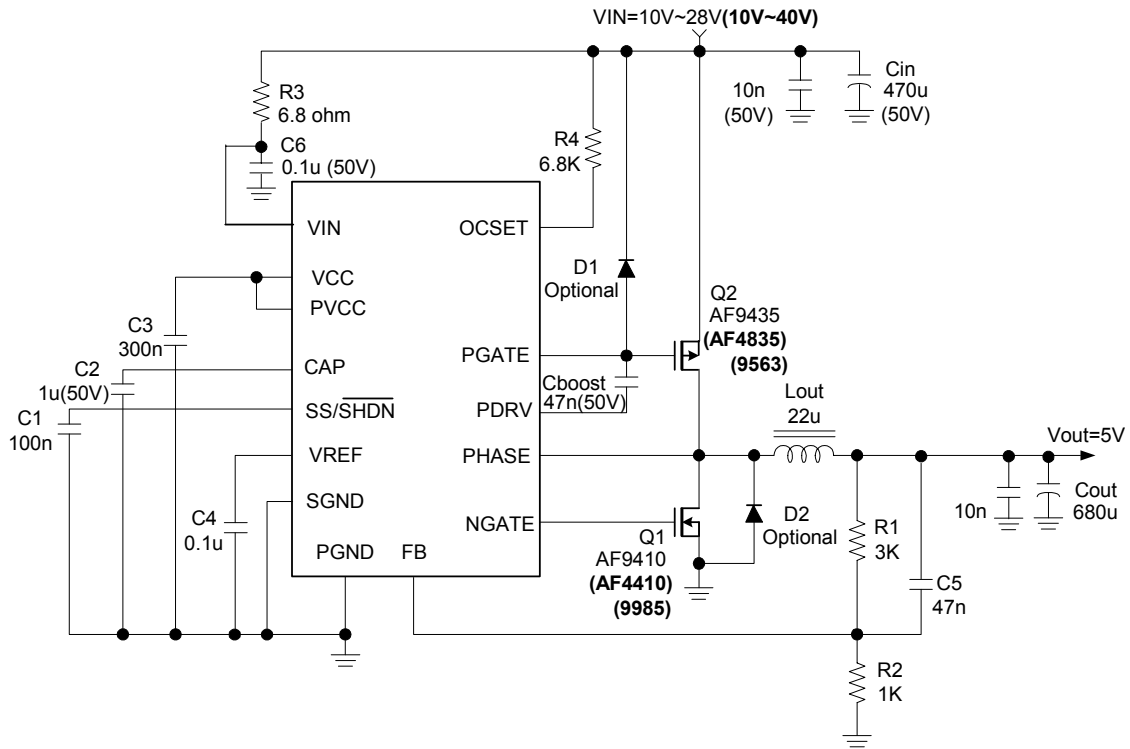 VIN=10V~28V(10V~40V)
R3
6.8 ohm
C6
0.1u (50V)
R4
6.8K
10n
(50V)
Cin
470u
(50V)
VIN
VCC
PVCC
CAP
SS/SHDN
VREF
SGND
PGND
FB
OCSET
PGATE
PDRV
PHASE
NGATE
C3
300n
C2
1u(50V)
C1
100n
C4
0.1u
D1
Optional
Cboost
47n(50V)
Q2
AF9435
(AF4835)
(9563)
Lout
22u
Vout=5V
Q1
AF9410
(AF4410)
(9985)
D2
Optional
R1
3K
C5
47n
10n
Cout
680u
R2
1K